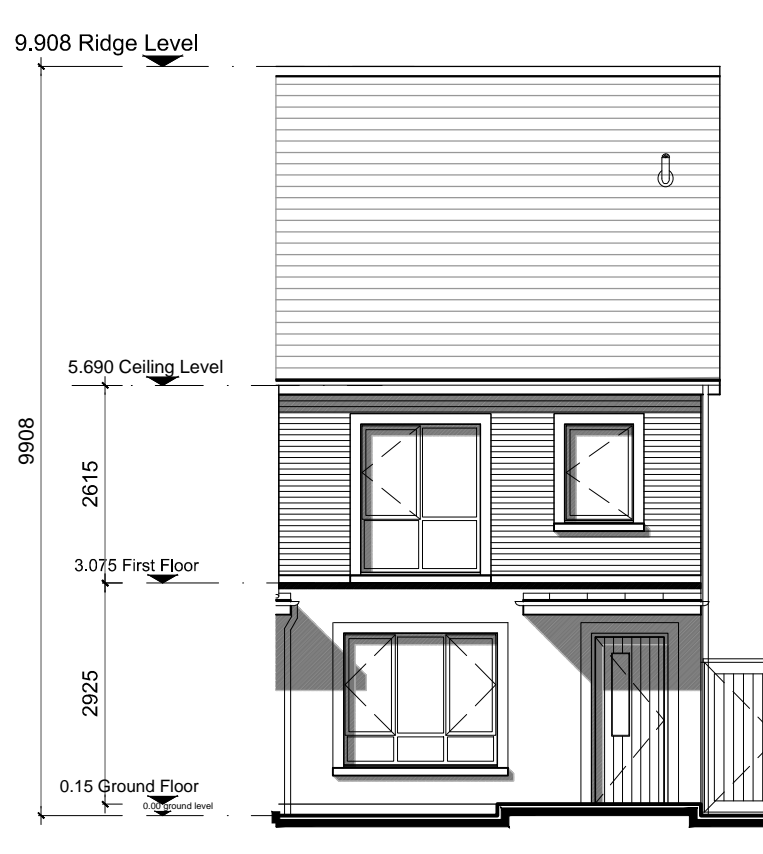 9.908 Ridge Level
5.690 Ceiling Level
9908
2615
3.075 First Floor
2925
0.15 Ground Floor
0.00 ground level